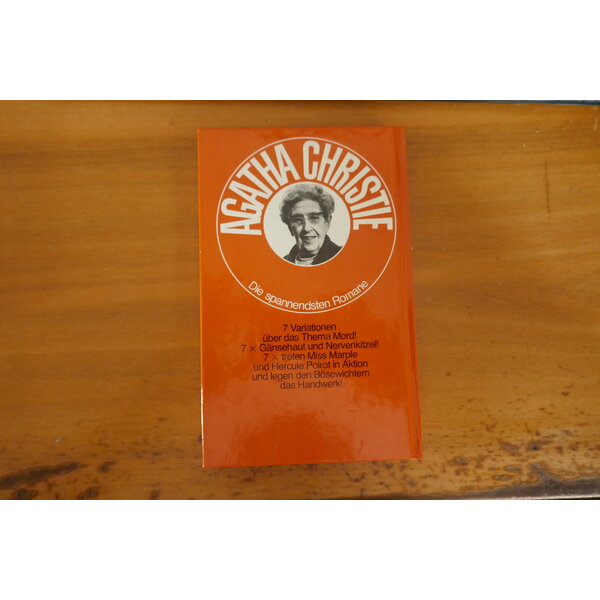 AGATHA CHRISTIE
Die spannendsten Romane
7 Variationen
über das Thema Mord!
7 × Gänsehaut und Nervenkitzel!
7 × treten Miss Marple
und Hercule Poirot in Aktion
und legen den Bösewichtern
das Handwerk!